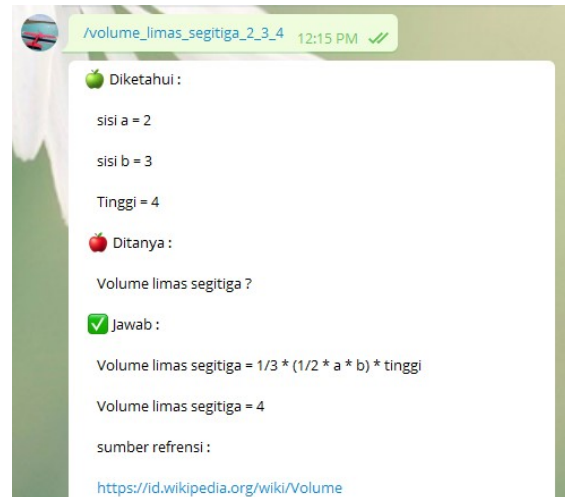 /volume_limas_segitiga_2_3_4 12:15 PM
Diketahui :
sisi a = 2
sisi b = 3
Tinggi = 4
Ditanya :
Volume limas segitiga ?
Jawab :
Volume limas segitiga = 1/3 * (1/2 * a * b) * tinggi
Volume limas segitiga = 4
sumber refrensi :
https://id.wikipedia.org/wiki/Volume